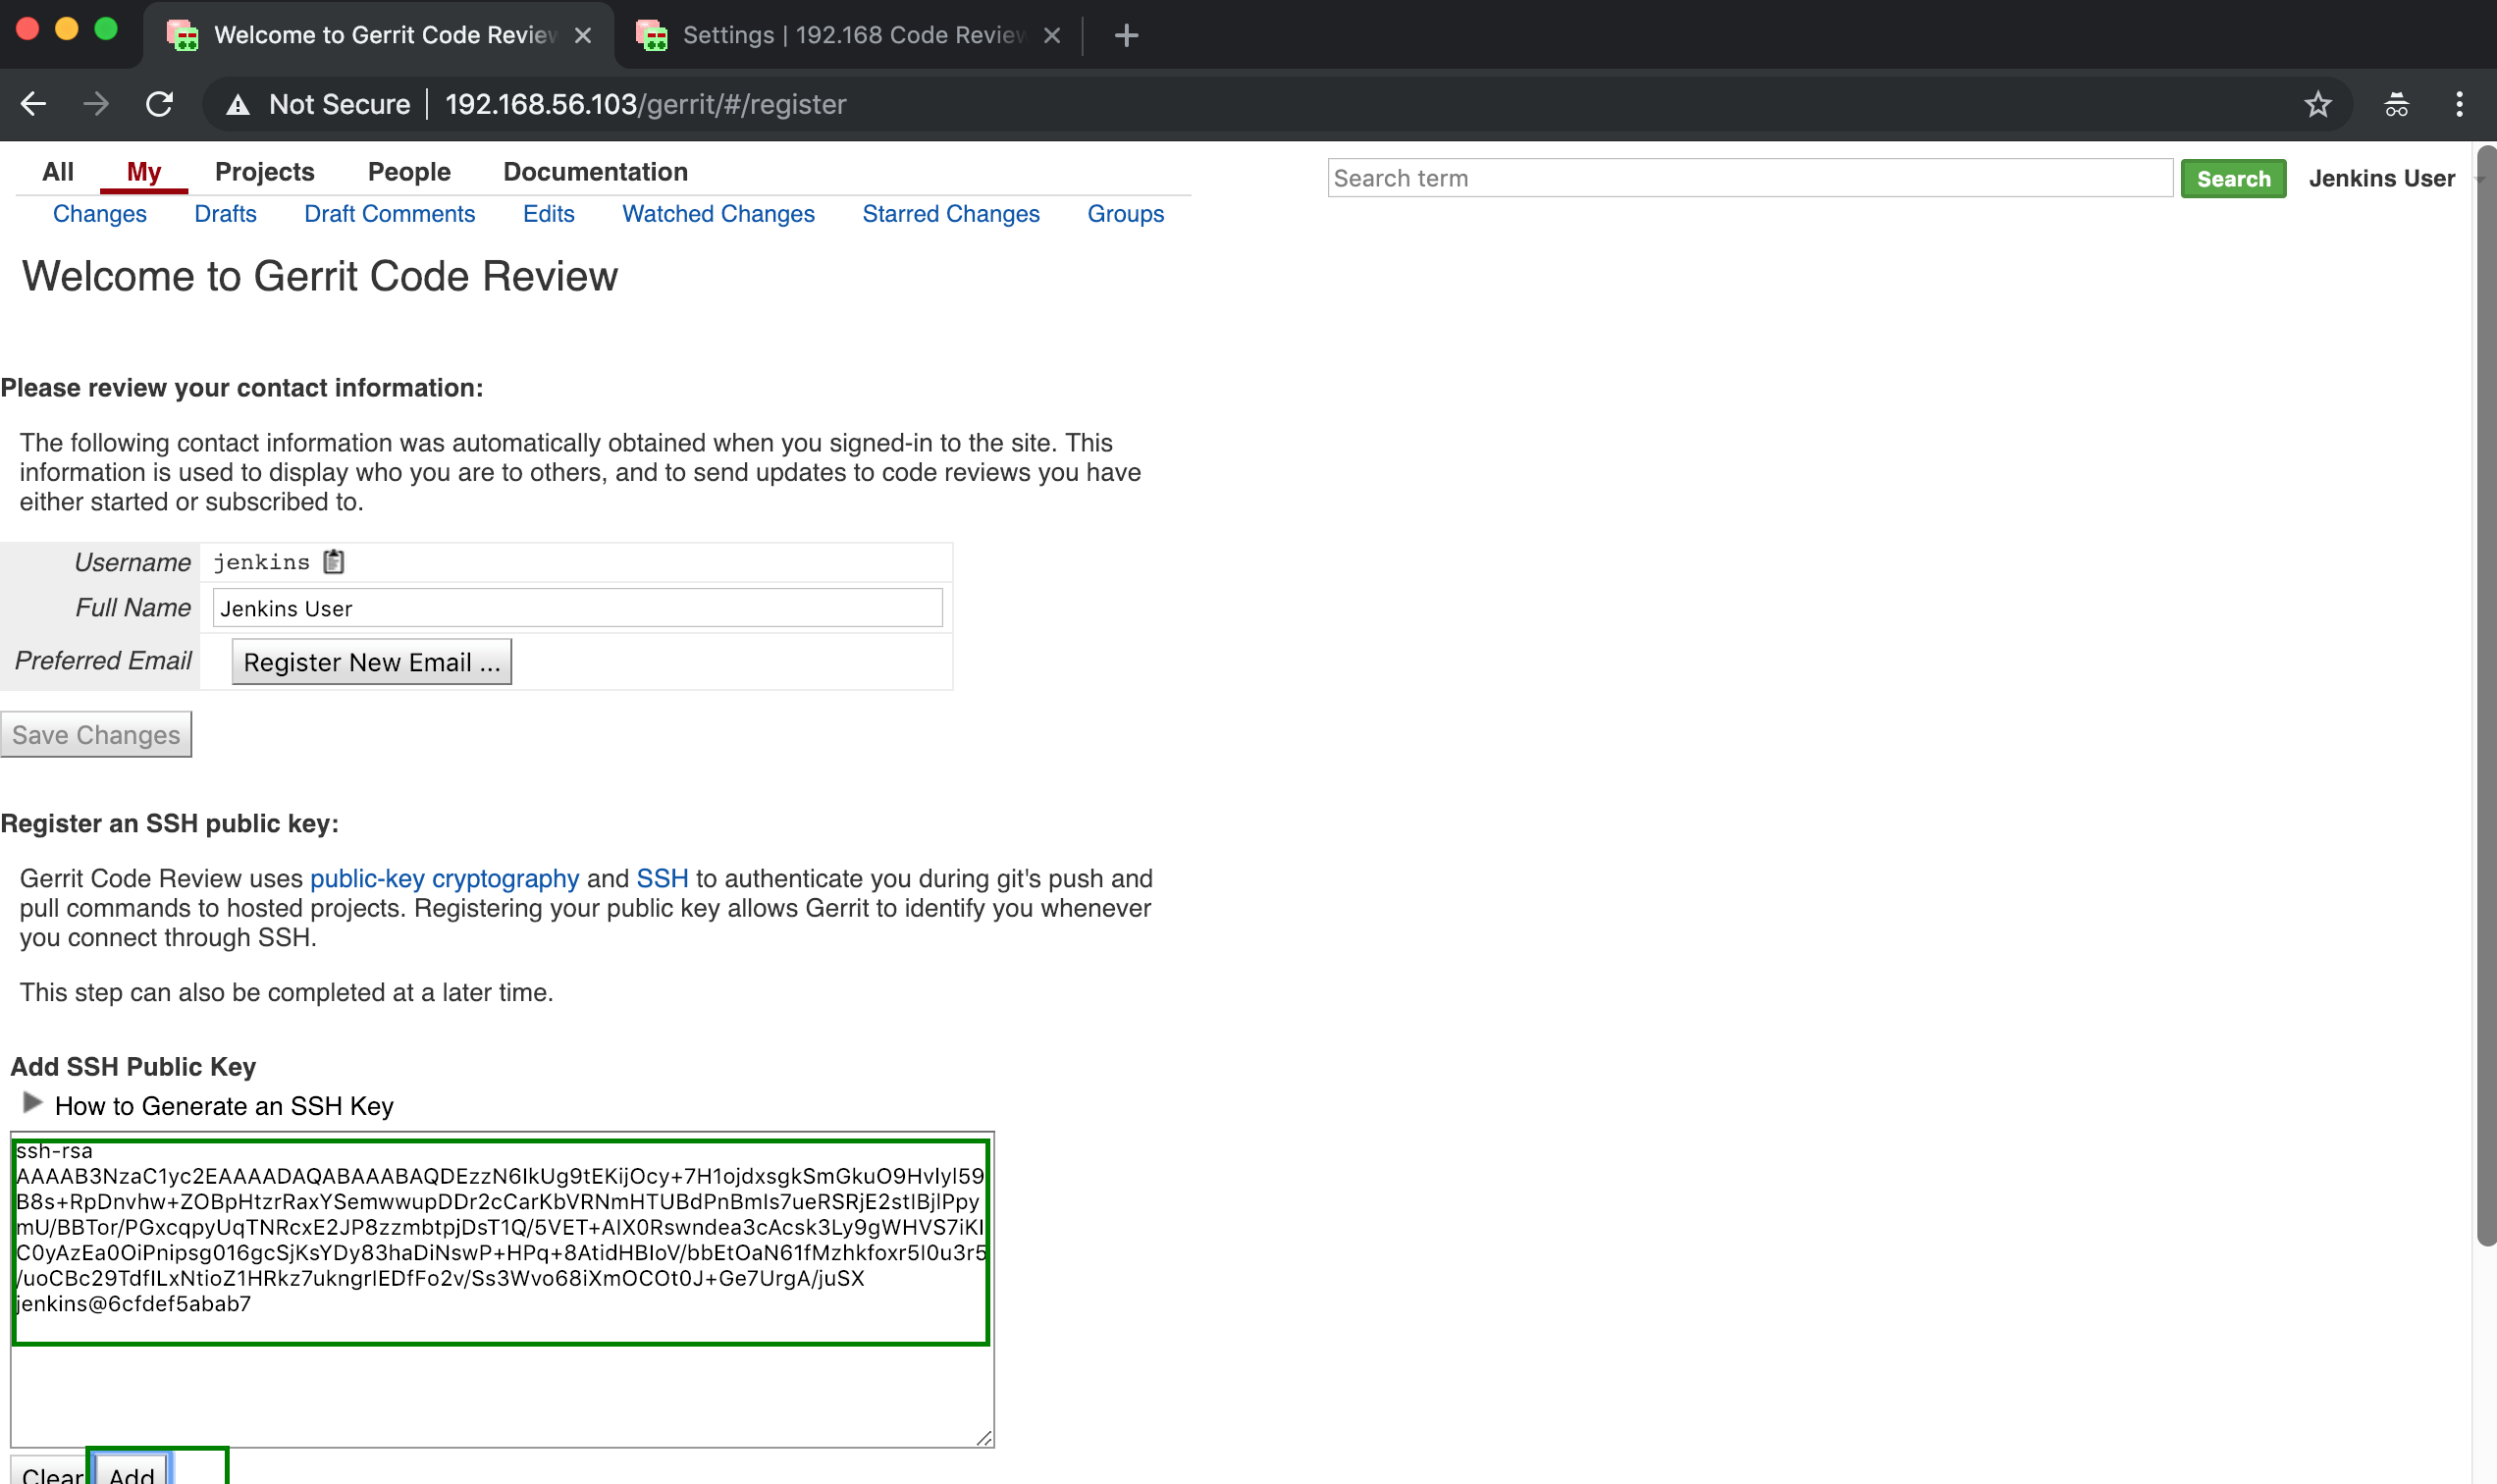 Welcome to Gerrit Code Review
Settings | 192.168 Code Review
Not Secure 192.168.56.103/gerrit/#/register
All My Projects People Documentation
Search term Search Jenkins User
Changes Drafts Draft Comments Edits Watched Changes Starred Changes Groups
Welcome to Gerrit Code Review
Please review your contact information:
The following contact information was automatically obtained when you signed-in to the site. This
information is used to display who you are to others, and to send updates to code reviews you have
either started or subscribed to.
Username jenkins
Full Name Jenkins User
Preferred Email Register New Email ...
Save Changes
Register an SSH public key:
Gerrit Code Review uses public-key cryptography and SSH to authenticate you during git's push and
pull commands to hosted projects. Registering your public key allows Gerrit to identify you whenever
you connect through SSH.
This step can also be completed at a later time.
Add SSH Public Key
How to Generate an SSH Key
ssh-rsa
AAAAB3NzaC1yc2EAAAADAQABAAABAQDEzzN6IkUg9tEKijOcy+7H1ojdxsgkSmGkuO9HvIyl59
B8s+RpDnvhw+ZOBpHtzrRaxYSemwwupDDr2cCarKbVRNmHTUBdPnBmIs7ueRSRjE2stIBjlPpy
mU/BBTor/PGxcqpyUqTNRcxE2JP8zzmbtpjDsT1Q/5VET+AIX0Rswndea3cAcsk3Ly9gWHVS7iKI
C0yAzEa0OiPnipsg016gcSjKsYDy83haDiNswP+HPq+8AtidHBIoV/bbEtOaN61fMzhkfoxr5I0u3r5
/uoCBc29TdfILxNtioZ1HRkz7ukngrIEDfFo2v/Ss3Wvo68iXmOCOt0J+Ge7UrgA/juSX
jenkins@6cfdef5abab7
Clear Add